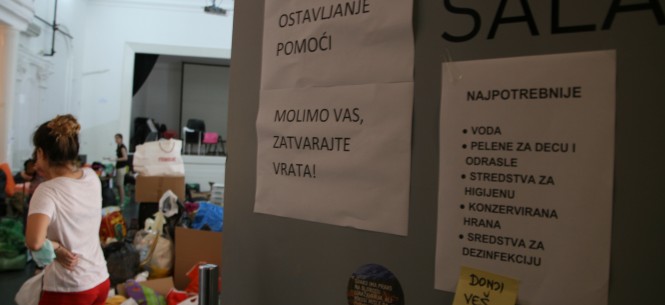 OSTAVLJANJE
POMOĆI
MOLIMO VAS,
ZATVARAJTE
VRATA!
SALA
NAJPOTREBNIJE
• VODA
• PELENE ZA DECU I
ODRASLE
• STREDSTVA ZA
HIGIJENU
• KONZERVIRANA
HRANA
• SREDSTVA ZA
DEZINFEKCIJU
DONJI
VEŠ